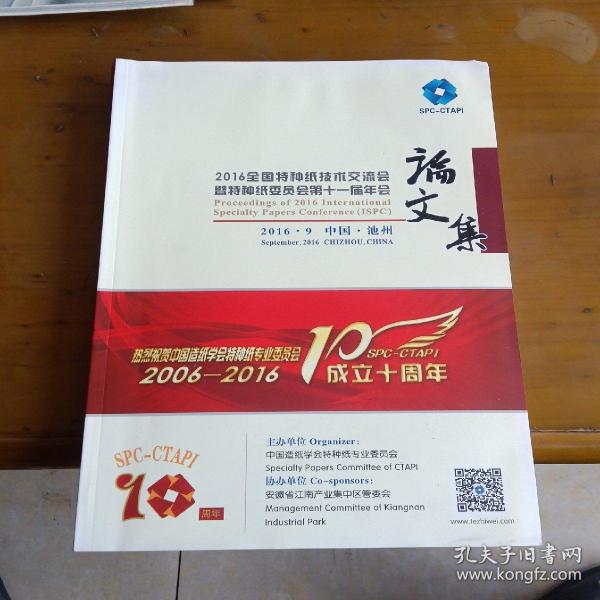 SPC-CTAPI
2016全国特种纸技术交流会
暨特种纸委员会第十一届年会
Proceedings of 2016 International
Specialty Papers Conference (ISPC)
2016·9 中国·池州
September, 2016 CHIZHOU, CHINA
論文集
热烈祝贺中国造纸学会特种纸专业委员会
2006—2016
10
SPC-CTAPI
成立十周年
SPC-CTAPI
10
周年
主办单位 Organizer:
中国造纸学会特种纸专业委员会
Specialty Papers Committee of CTAPI
协办单位 Co-sponsors:
安徽省江南产业集中区管委会
Management Committee of Kiangnan
Industrial Park
www.tezhiwei.com
孔夫子旧书网
www.kongfz.com